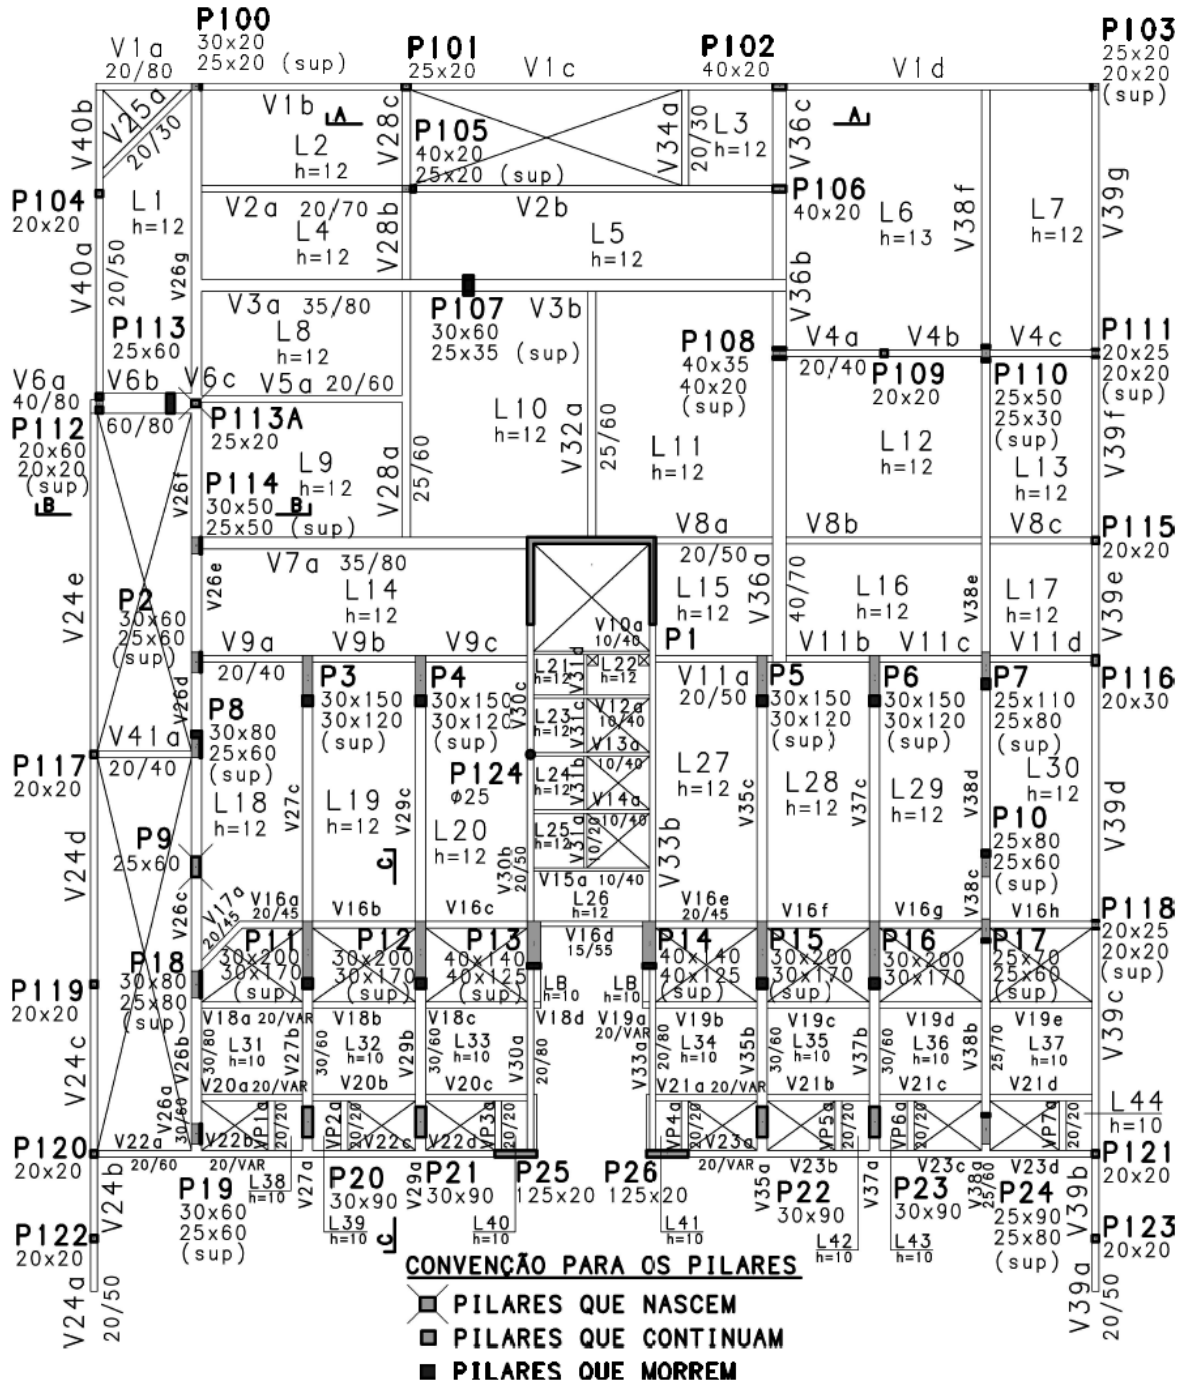 P100
30x20
25x20 (sup)
V1a
20/80
P101
25x20
V1c
P102
40x20
V1d
P103
25x20
20x20
(sup)
V40b
V25a
20/30
V1b
A
V28c
P105
40x20
25x20 (sup)
V34a
20/30
L3
h=12
V36c
A
L2
h=12
P104
20x20
L1
h=12
V2a 20/70
V2b
P106
40x20
L6
h=13
V38f
L7
h=12
V39g
V40a
20/50
V26g
L4
h=12
V28b
L5
h=12
V36b
V3a 35/80
P107
30x60
25x35 (sup)
V3b
P113
25x60
L8
h=12
P108
40x35
40x20
(sup)
V4a
V4b
V4c
20/40
P109
20x20
P110
25x50
25x30
(sup)
P111
20x25
20x20
(sup)
V6a
40/80
V6b
V6c
60/80
V5a 20/60
P112
20x60
20x20
(sup)
P113A
25x20
L10
h=12
V32a
25/60
L11
h=12
L12
h=12
L13
h=12
V39f
B
V26f
L9
h=12
P114
30x50
25x50 (sup)
B
V28a
25/60
V8a
20/50
V8b
V8c
P115
20x20
V7a 35/80
V24e
P2
30x60
25x60
(sup)
V26e
L14
h=12
L15
h=12
V36a
40/70
L16
h=12
V38e
L17
h=12
V39e
V10a
10/40
V9a
20/40
V9b
V9c
P1
V11a
20/50
V11b
V11c
V11d
L21
h=12
V31d
L22
h=12
V26d
P3
30x150
30x120
(sup)
P4
30x150
30x120
(sup)
V30c
P5
30x150
30x120
(sup)
P6
30x150
30x120
(sup)
P7
25x110
25x80
(sup)
P116
20x30
P8
30x80
25x60
(sup)
L23
h=12
V31c
V12a
10/40
V13a
10/40
V41a
20/40
P117
20x20
P124
φ25
L24
h=12
V31b
V14a
10/40
L18
h=12
V27c
L19
h=12
V29c
L20
h=12
L27
h=12
V35c
L28
h=12
V37c
L29
h=12
V38d
L30
h=12
V39d
V24d
P9
25x60
C
L25
h=12
V31a
10/20
V30b
20/50
V15a 10/40
V33b
P10
25x80
25x60
(sup)
V38c
V26c
V17a
20/45
V16a
20/45
V16b
V16c
L26
h=12
V16d
15/55
V16e
20/45
V16f
V16g
V16h
P118
20x25
20x20
(sup)
P18
30x80
25x80
(sup)
P11
30x200
30x170
(sup)
P12
30x200
30x170
(sup)
P13
40x140
40x125
(sup)
P14
40x140
40x125
(sup)
P15
30x200
30x170
(sup)
P16
30x200
30x170
(sup)
P17
25x75
25x60
(sup)
P119
20x20
LB
h=10
LB
h=10
V18a 20/VAR
V18b
V18c
V18d
V19a
20/VAR
V19b
V19c
V19d
V19e
V39c
V24c
V26b
30/80
L31
h=10
V27b
30/60
L32
h=10
V29b
30/60
L33
h=10
V30a
20/80
V33a
20/80
L34
h=10
V35b
30/60
L35
h=10
V37b
30/60
L36
h=10
V38b
25/70
L37
h=10
V20a 20/VAR
V20b
V20c
V21a 20/VAR
V21b
V21c
V21d
V26a
30/60
VP1a
20/20
VP2a
20/20
VP3a
20/20
VP4a
20/20
VP5a
20/20
VP6a
20/20
VP7a
20/20
L44
h=10
P120
20x20
V22a
20/60
V22b
20/VAR
V22c
V22d
V23a
20/VAR
V23b
V23c
V23d
P121
20x20
V24b
P19
30x60
25x60
(sup)
L38
h=10
V27a
P20
30x90
V29a
P21
30x90
P25
125x20
P26
125x20
V35a
P22
30x90
V37a
P23
30x90
V38a
25/60
P24
25x90
25x80
(sup)
V39b
P122
20x20
L39
h=10
C
L40
h=10
L41
h=10
L42
h=10
L43
h=10
P123
20x20
V24a
20/50
V39a
20/50
CONVENÇÃO PARA OS PILARES
PILARES QUE NASCEM
PILARES QUE CONTINUAM
PILARES QUE MORREM